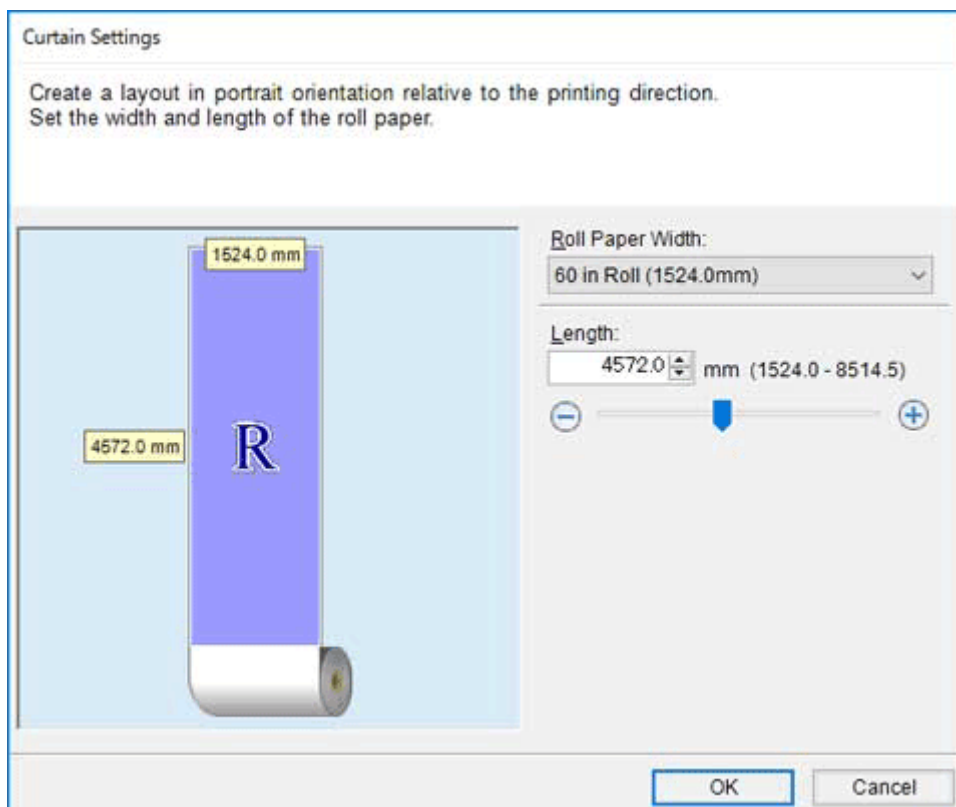 Curtain Settings
Create a layout in portrait orientation relative to the printing direction.
Set the width and length of the roll paper.
1524.0 mm
4572.0 mm
R
Roll Paper Width:
60 in Roll (1524.0mm)
Length:
4572.0 mm (1524.0 - 8514.5)
OK
Cancel